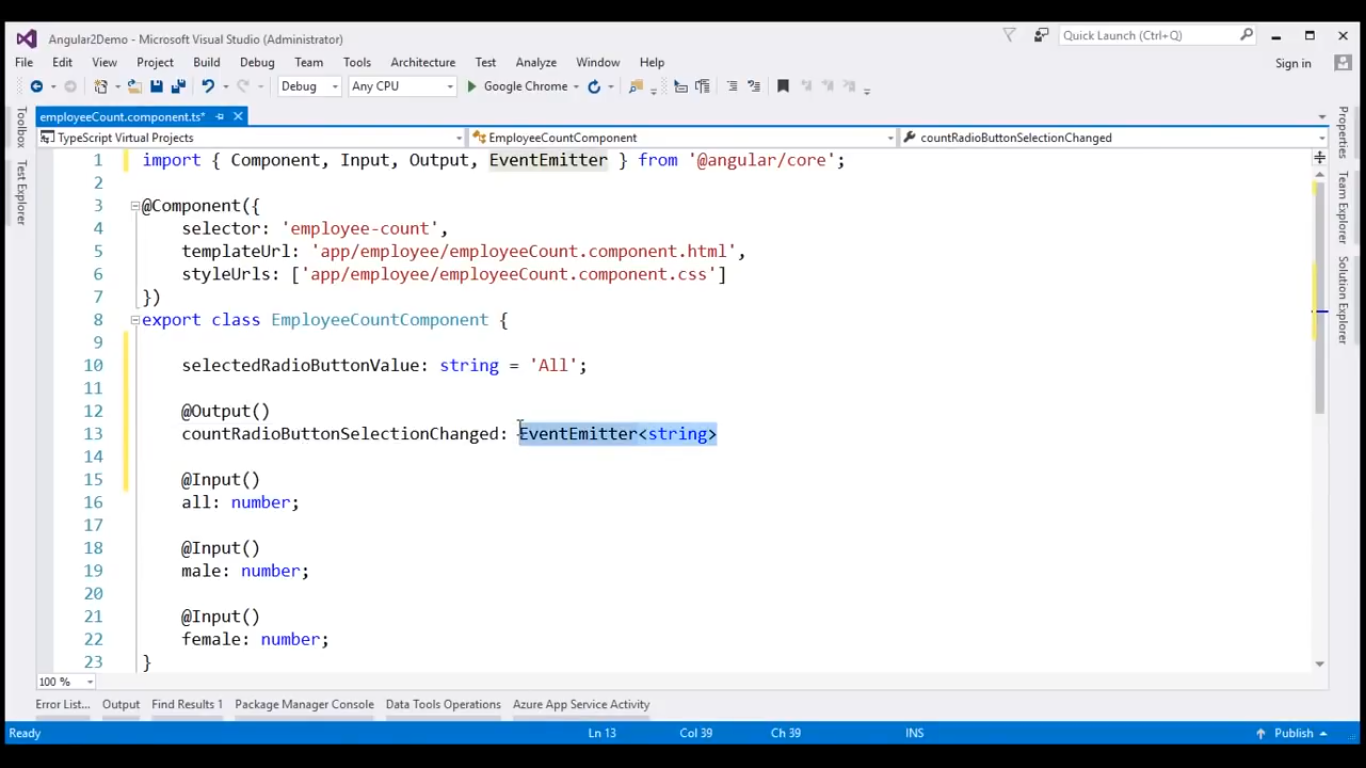 Angular2Demo - Microsoft Visual Studio (Administrator)
Quick Launch (Ctrl+Q)
File Edit View Project Build Debug Team Tools Architecture Test Analyze Window Help
Sign in
Debug Any CPU Google Chrome
employeeCount.component.ts*
TypeScript Virtual Projects EmployeeCountComponent countRadioButtonSelectionChanged
Toolbox
Test Explorer
Properties
Team Explorer
Solution Explorer
1 import { Component, Input, Output, EventEmitter } from '@angular/core';
2
3 @Component({
4 selector: 'employee-count',
5 templateUrl: 'app/employee/employeeCount.component.html',
6 styleUrls: ['app/employee/employeeCount.component.css']
7 })
8 export class EmployeeCountComponent {
9
10 selectedRadioButtonValue: string = 'All';
11
12 @Output()
13 countRadioButtonSelectionChanged: EventEmitter<string>
14
15 @Input()
16 all: number;
17
18 @Input()
19 male: number;
20
21 @Input()
22 female: number;
23 }
100 %
Error List... Output Find Results 1 Package Manager Console Data Tools Operations Azure App Service Activity
Ready Ln 13 Col 39 Ch 39 INS Publish